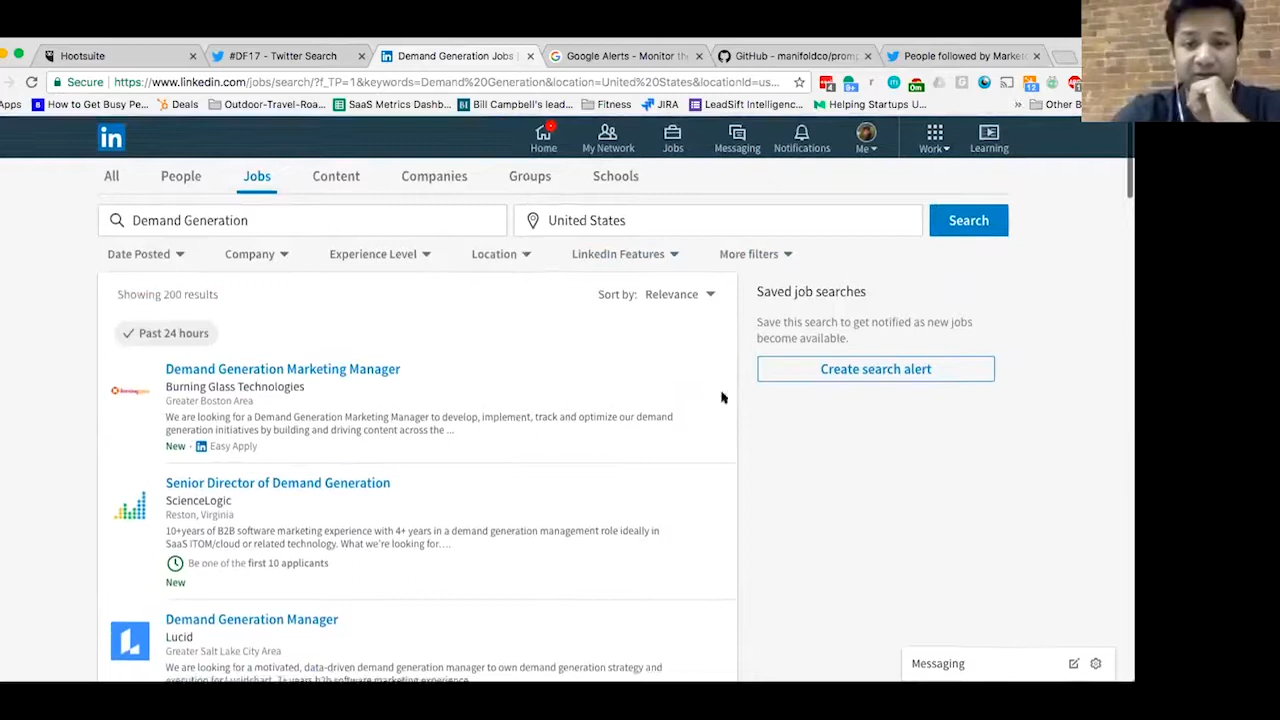 Hootsuite
#DF17 - Twitter Search
Demand Generation Jobs |
Google Alerts - Monitor the
GitHub - manifoldco/promp
People followed by Market
Secure
https://www.linkedin.com/jobs/search/?f_TP=1&keywords=Demand%20Generation&location=United%20States&locationId=us...
Apps
How to Get Busy Pe...
Deals
Outdoor-Travel-Roa...
SaaS Metrics Dashb...
Bill Campbell's lead...
Fitness
JIRA
LeadSift Intelligenc...
Helping Startups U...
»
Other B
in
Home
My Network
Jobs
Messaging
Notifications
Me
Work
Learning
All
People
Jobs
Content
Companies
Groups
Schools
Demand Generation
United States
Search
Date Posted
Company
Experience Level
Location
LinkedIn Features
More filters
Showing 200 results
Sort by: Relevance
Past 24 hours
Demand Generation Marketing Manager
Burning Glass Technologies
Greater Boston Area
We are looking for a Demand Generation Marketing Manager to develop, implement, track and optimize our demand
generation initiatives by building and driving content across the ...
New · in Easy Apply
Senior Director of Demand Generation
ScienceLogic
Reston, Virginia
10+years of B2B software marketing experience with 4+ years in a demand generation management role ideally in
SaaS ITOM/cloud or related technology. What we're looking for....
Be one of the first 10 applicants
New
Demand Generation Manager
Lucid
Greater Salt Lake City Area
We are looking for a motivated, data-driven demand generation manager to own demand generation strategy and
execution for Lucidchart. 7+ years b2b software marketing experience
Saved job searches
Save this search to get notified as new jobs
become available.
Create search alert
Messaging